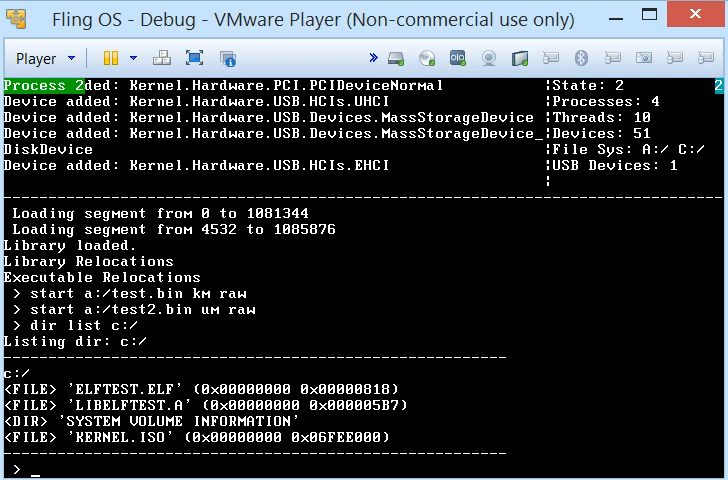 Fling OS - Debug - VMware Player (Non-commercial use only)
Player
Process 2ded: Kernel.Hardware.PCI.PCIDeviceNormal ¦State: 2 2
Device added: Kernel.Hardware.USB.HCIs.UHCI ¦Processes: 4
Device added: Kernel.Hardware.USB.Devices.MassStorageDevice ¦Threads: 10
Device added: Kernel.Hardware.USB.Devices.MassStorageDevice_¦Devices: 51
DiskDevice ¦File Sys: A:/ C:/
Device added: Kernel.Hardware.USB.HCIs.EHCI ¦USB Devices: 1
¦
--------------------------------------------------------------------------------
Loading segment from 0 to 1081344
Loading segment from 4532 to 1085876
Library loaded.
Library Relocations
Executable Relocations
> start a:/test.bin km raw
> start a:/test2.bin um raw
> dir list c:/
Listing dir: c:/
--------------------------------------------------------
c:/
<FILE> 'ELFTEST.ELF' (0x00000000 0x00000818)
<FILE> 'LIBELFTEST.A' (0x00000000 0x000005B7)
<DIR> 'SYSTEM VOLUME INFORMATION'
<FILE> 'KERNEL.ISO' (0x00000000 0x06FEE000)
--------------------------------------------------------
> _